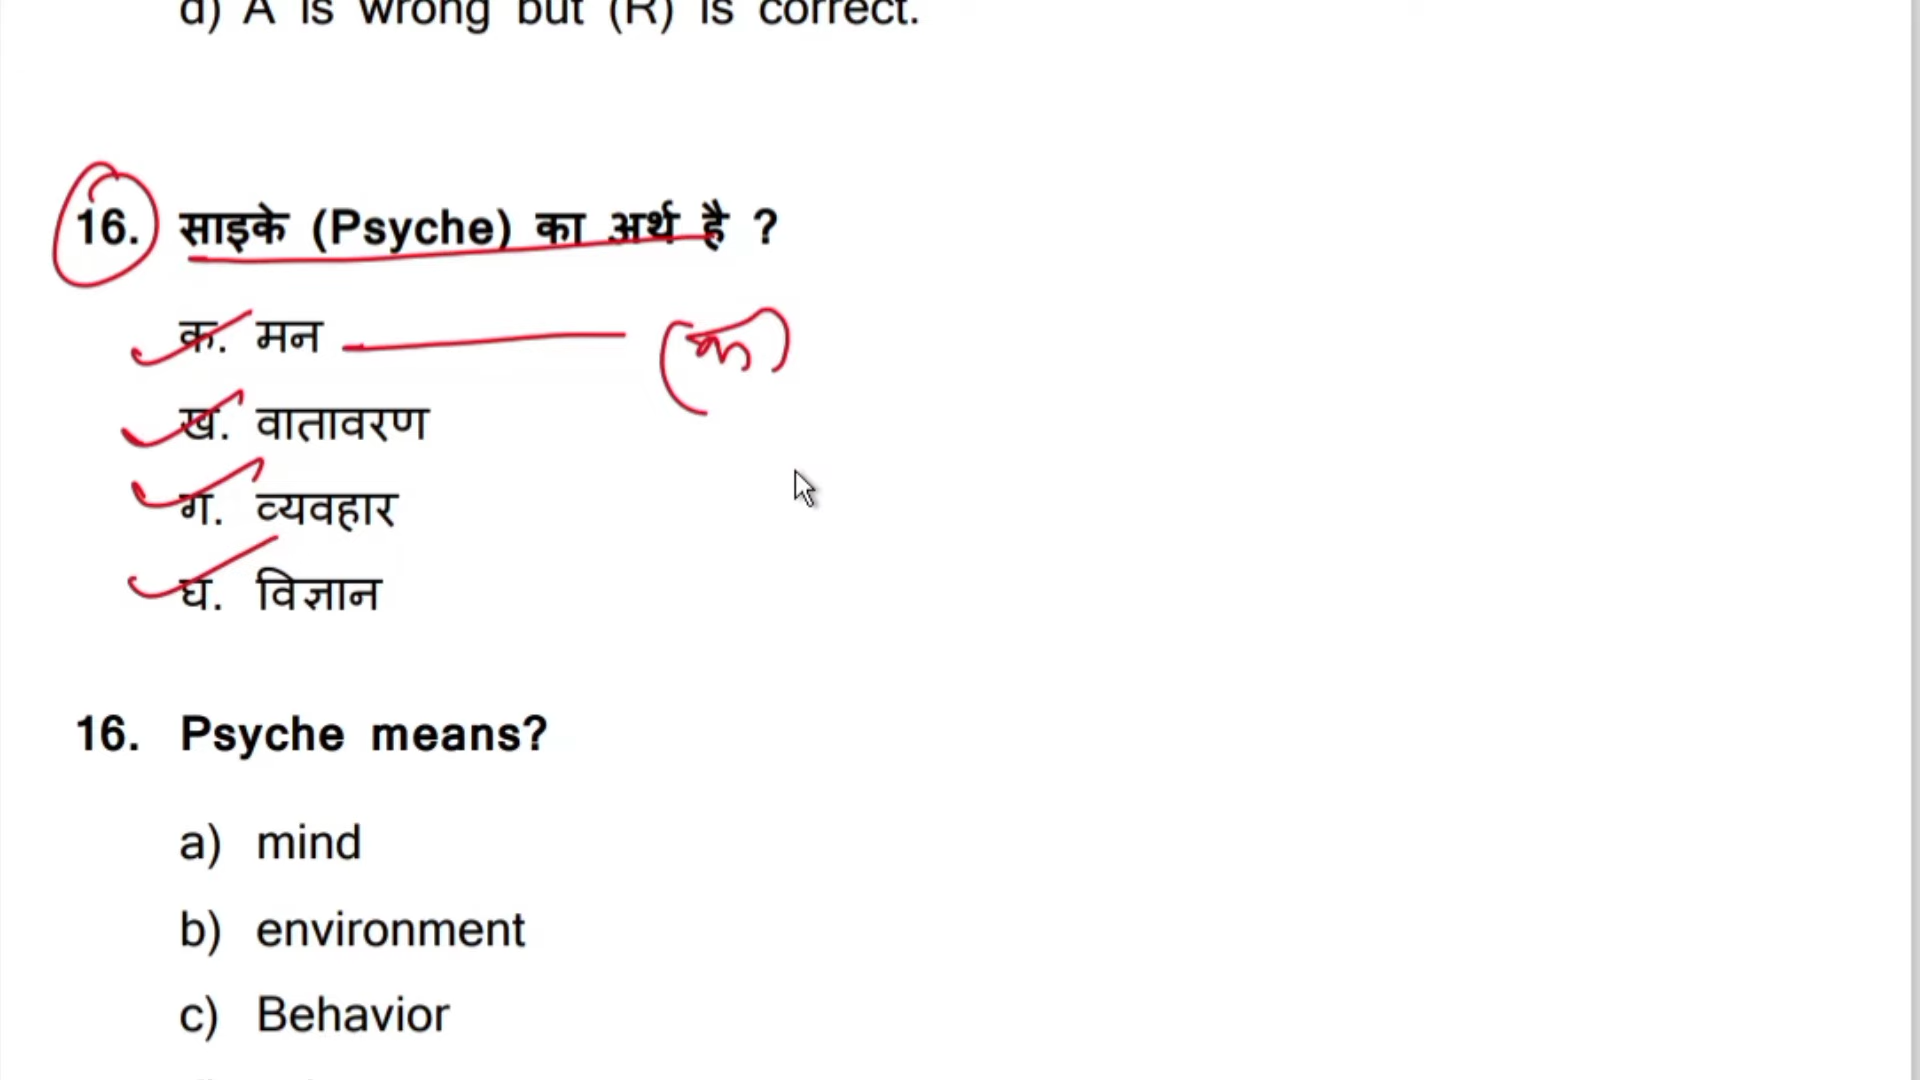 d) A is wrong but (R) is correct.
16. साइके (Psyche) का अर्थ है ?
क. मन (क)
ख. वातावरण
ग. व्यवहार
घ. विज्ञान
16. Psyche means?
a) mind
b) environment
c) Behavior